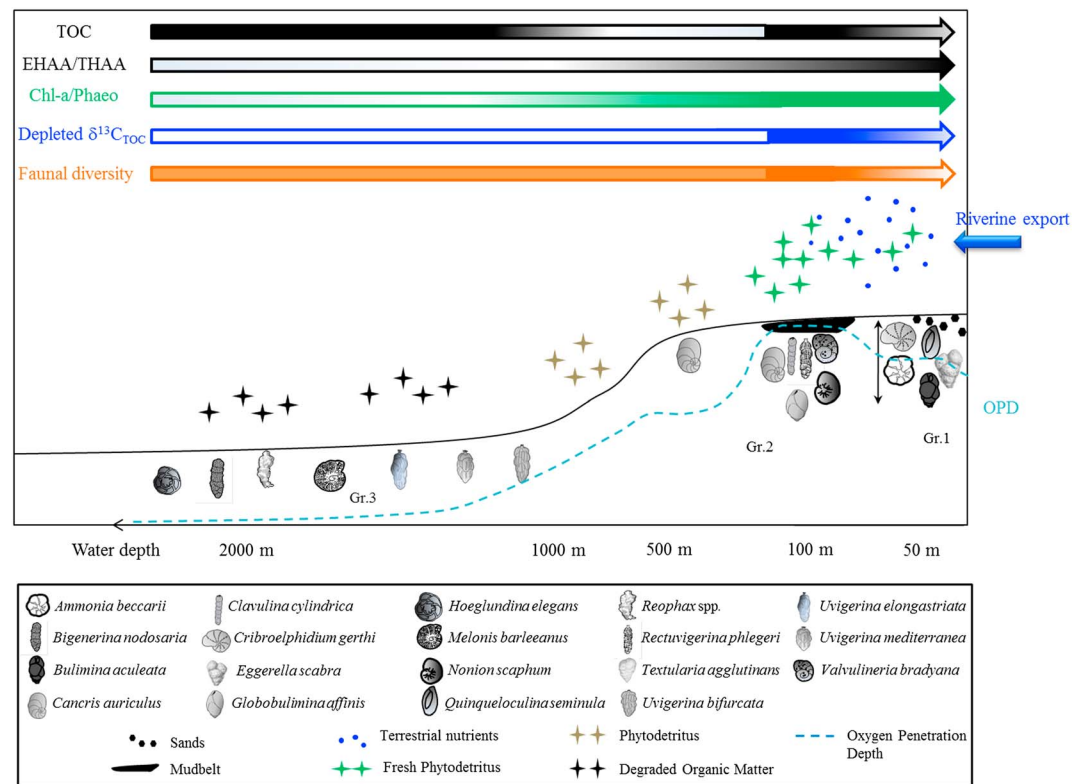 TOC
EHAA/THAA
Chl-a/Phaeo
Depleted δ¹³C_TOC
Faunal diversity
Riverine export
OPD
Gr.1
Gr.2
Gr.3
Water depth 2000 m 1000 m 500 m 100 m 50 m
Ammonia beccarii Clavulina cylindrica Hoeglundina elegans Reophax spp. Uvigerina elongastriata
Bigenerina nodosaria Cribroelphidium gerthi Melonis barleeanus Rectuvigerina phlegeri Uvigerina mediterranea
Bulimina aculeata Eggerella scabra Nonion scaphum Textularia agglutinans Valvulineria bradyana
Cancris auriculus Globobulimina affinis Quinqueloculina seminula Uvigerina bifurcata
Sands Terrestrial nutrients Phytodetritus Oxygen Penetration
Depth
Mudbelt Fresh Phytodetritus Degraded Organic Matter